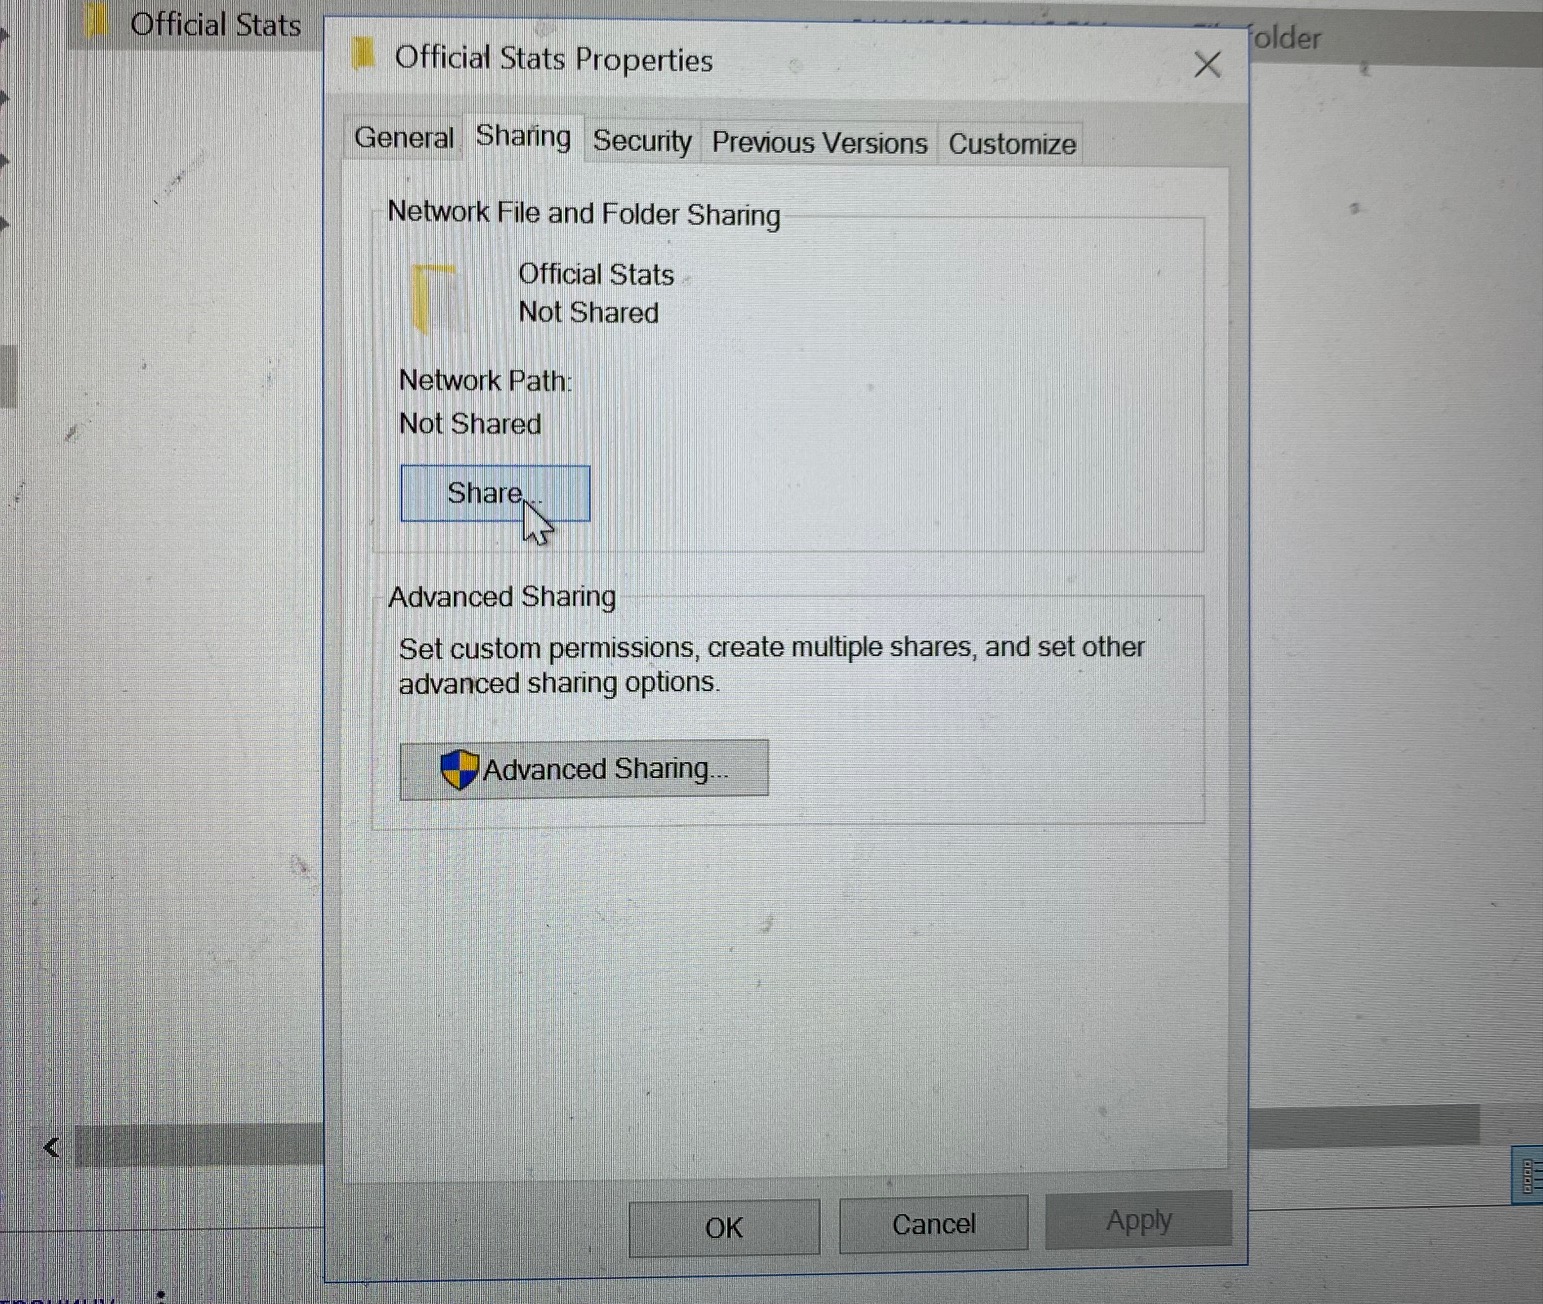 Official Stats
older
Official Stats Properties
General Sharing Security Previous Versions Customize
Network File and Folder Sharing
Official Stats
Not Shared
Network Path:
Not Shared
Share...
Advanced Sharing
Set custom permissions, create multiple shares, and set other
advanced sharing options.
Advanced Sharing...
OK Cancel Apply